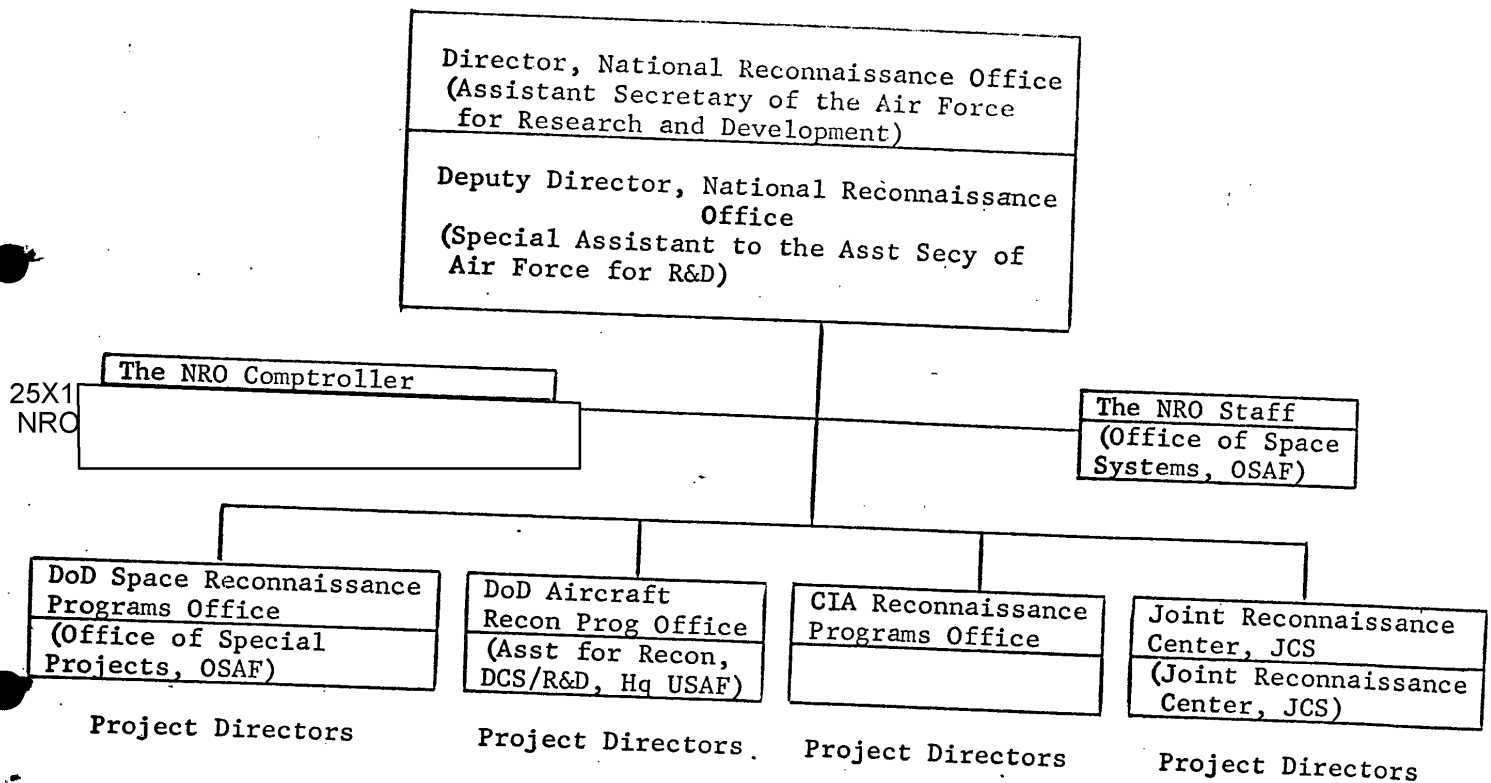 Director, National Reconnaissance Office
(Assistant Secretary of the Air Force
for Research and Development)
Deputy Director, National Reconnaissance
Office
(Special Assistant to the Asst Secy of
Air Force for R&D)
The NRO Comptroller
25X1
NRO
The NRO Staff
(Office of Space
Systems, OSAF)
DoD Space Reconnaissance
Programs Office
(Office of Special
Projects, OSAF)
Project Directors
DoD Aircraft
Recon Prog Office
(Asst for Recon,
DCS/R&D, Hq USAF)
Project Directors
CIA Reconnaissance
Programs Office
Project Directors
Joint Reconnaissance
Center, JCS
(Joint Reconnaissance
Center, JCS)
Project Directors